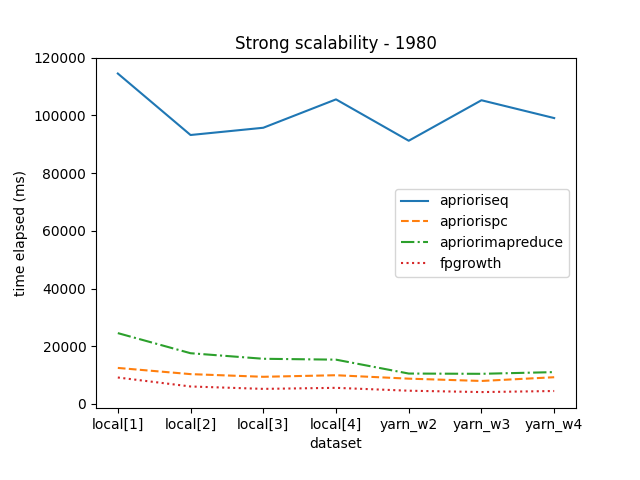 Strong scalability - 1980
120000
100000
80000
60000
40000
20000
0
time elapsed (ms)
aprioriseq
apriorispc
apriorimapreduce
fpgrowth
local[1] local[2] local[3] local[4] yarn_w2 yarn_w3 yarn_w4
dataset